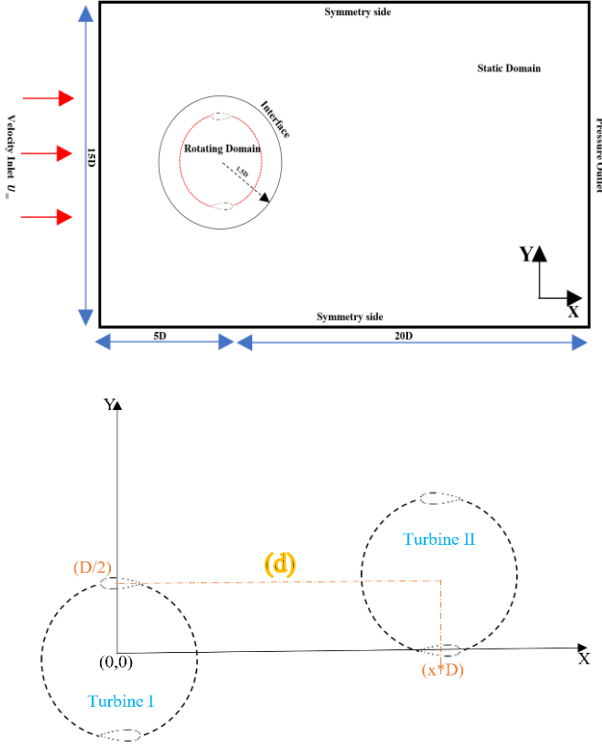 Symmetry side
Static Domain
Interface
Rotating Domain
1.5D
Velocity Inlet U∞
15D
Pressure Outlet
Y
X
Symmetry side
5D
20D
Y
Turbine II
(d)
(D/2)
(0,0)
X
(x*D)
Turbine I